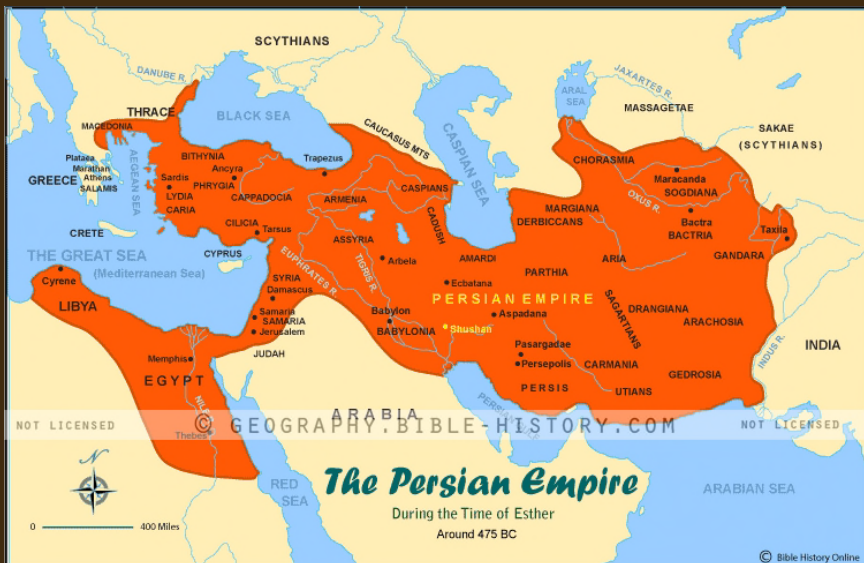 SCYTHIANS
DANUBE R.
JAXARTES R.
ARAL
SEA
MASSAGETAE
THRACE
BLACK SEA
MACEDONIA
CAUCASUS MTS
CASPIAN SEA
SAKAE
(SCYTHIANS)
Plataea
Marathan
Athens
SALAMIS
GREECE
AEGEAN SEA
BITHYNIA
Ancyra
Trapezus
Sardis
PHRYGIA
LYDIA
CARIA
CAPPADOCIA
ARMENIA
CASPIANS
CADUSH
CHORASMIA
Maracanda
SOGDIANA
OXUS R.
MARGIANA
DERBICCANS
Bactra
BACTRIA
Taxila
GANDARA
CRETE
CILICIA
Tarsus
THE GREAT SEA
(Mediterranean Sea)
CYPRUS
EUPHRATES R.
ASSYRIA
TIGRIS R.
Arbela
AMARDI
PARTHIA
ARIA
Cyrene
LIBYA
SYRIA
Damascus
Samaria
SAMARIA
Jerusalem
JUDAH
Ecbatana
PERSIAN EMPIRE
Babylon
BABYLONIA
Shushan
Aspadana
SAGARTIANS
DRANGIANA
ARACHOSIA
Pasargadae
Persepolis
CARMANIA
PERSIS
UTIANS
GEDROSIA
INDUS R.
INDIA
Memphis
EGYPT
NILE R.
Thebes
ARABIA
PERSIAN GULF
NOT LICENSED
© GEOGRAPHY.BIBLE-HISTORY.COM
NOT LICENSED
RED
SEA
ARABIAN SEA
N
0
400 Miles
The Persian Empire
During the Time of Esther
Around 475 BC
© Bible History Online